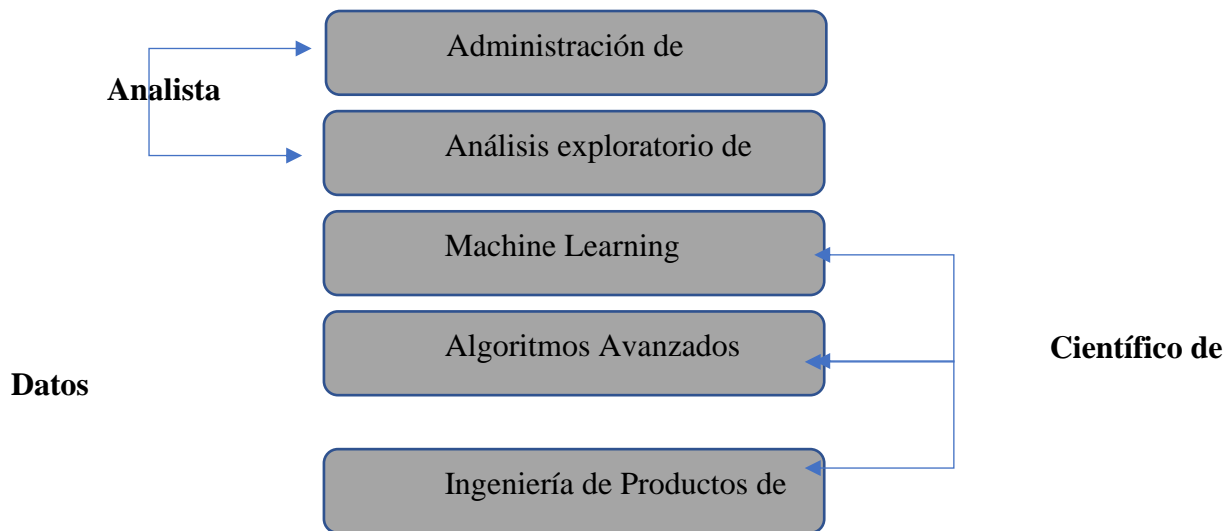 Administración de
Analista
Análisis exploratorio de
Machine Learning
Algoritmos Avanzados
Científico de
Datos
Ingeniería de Productos de